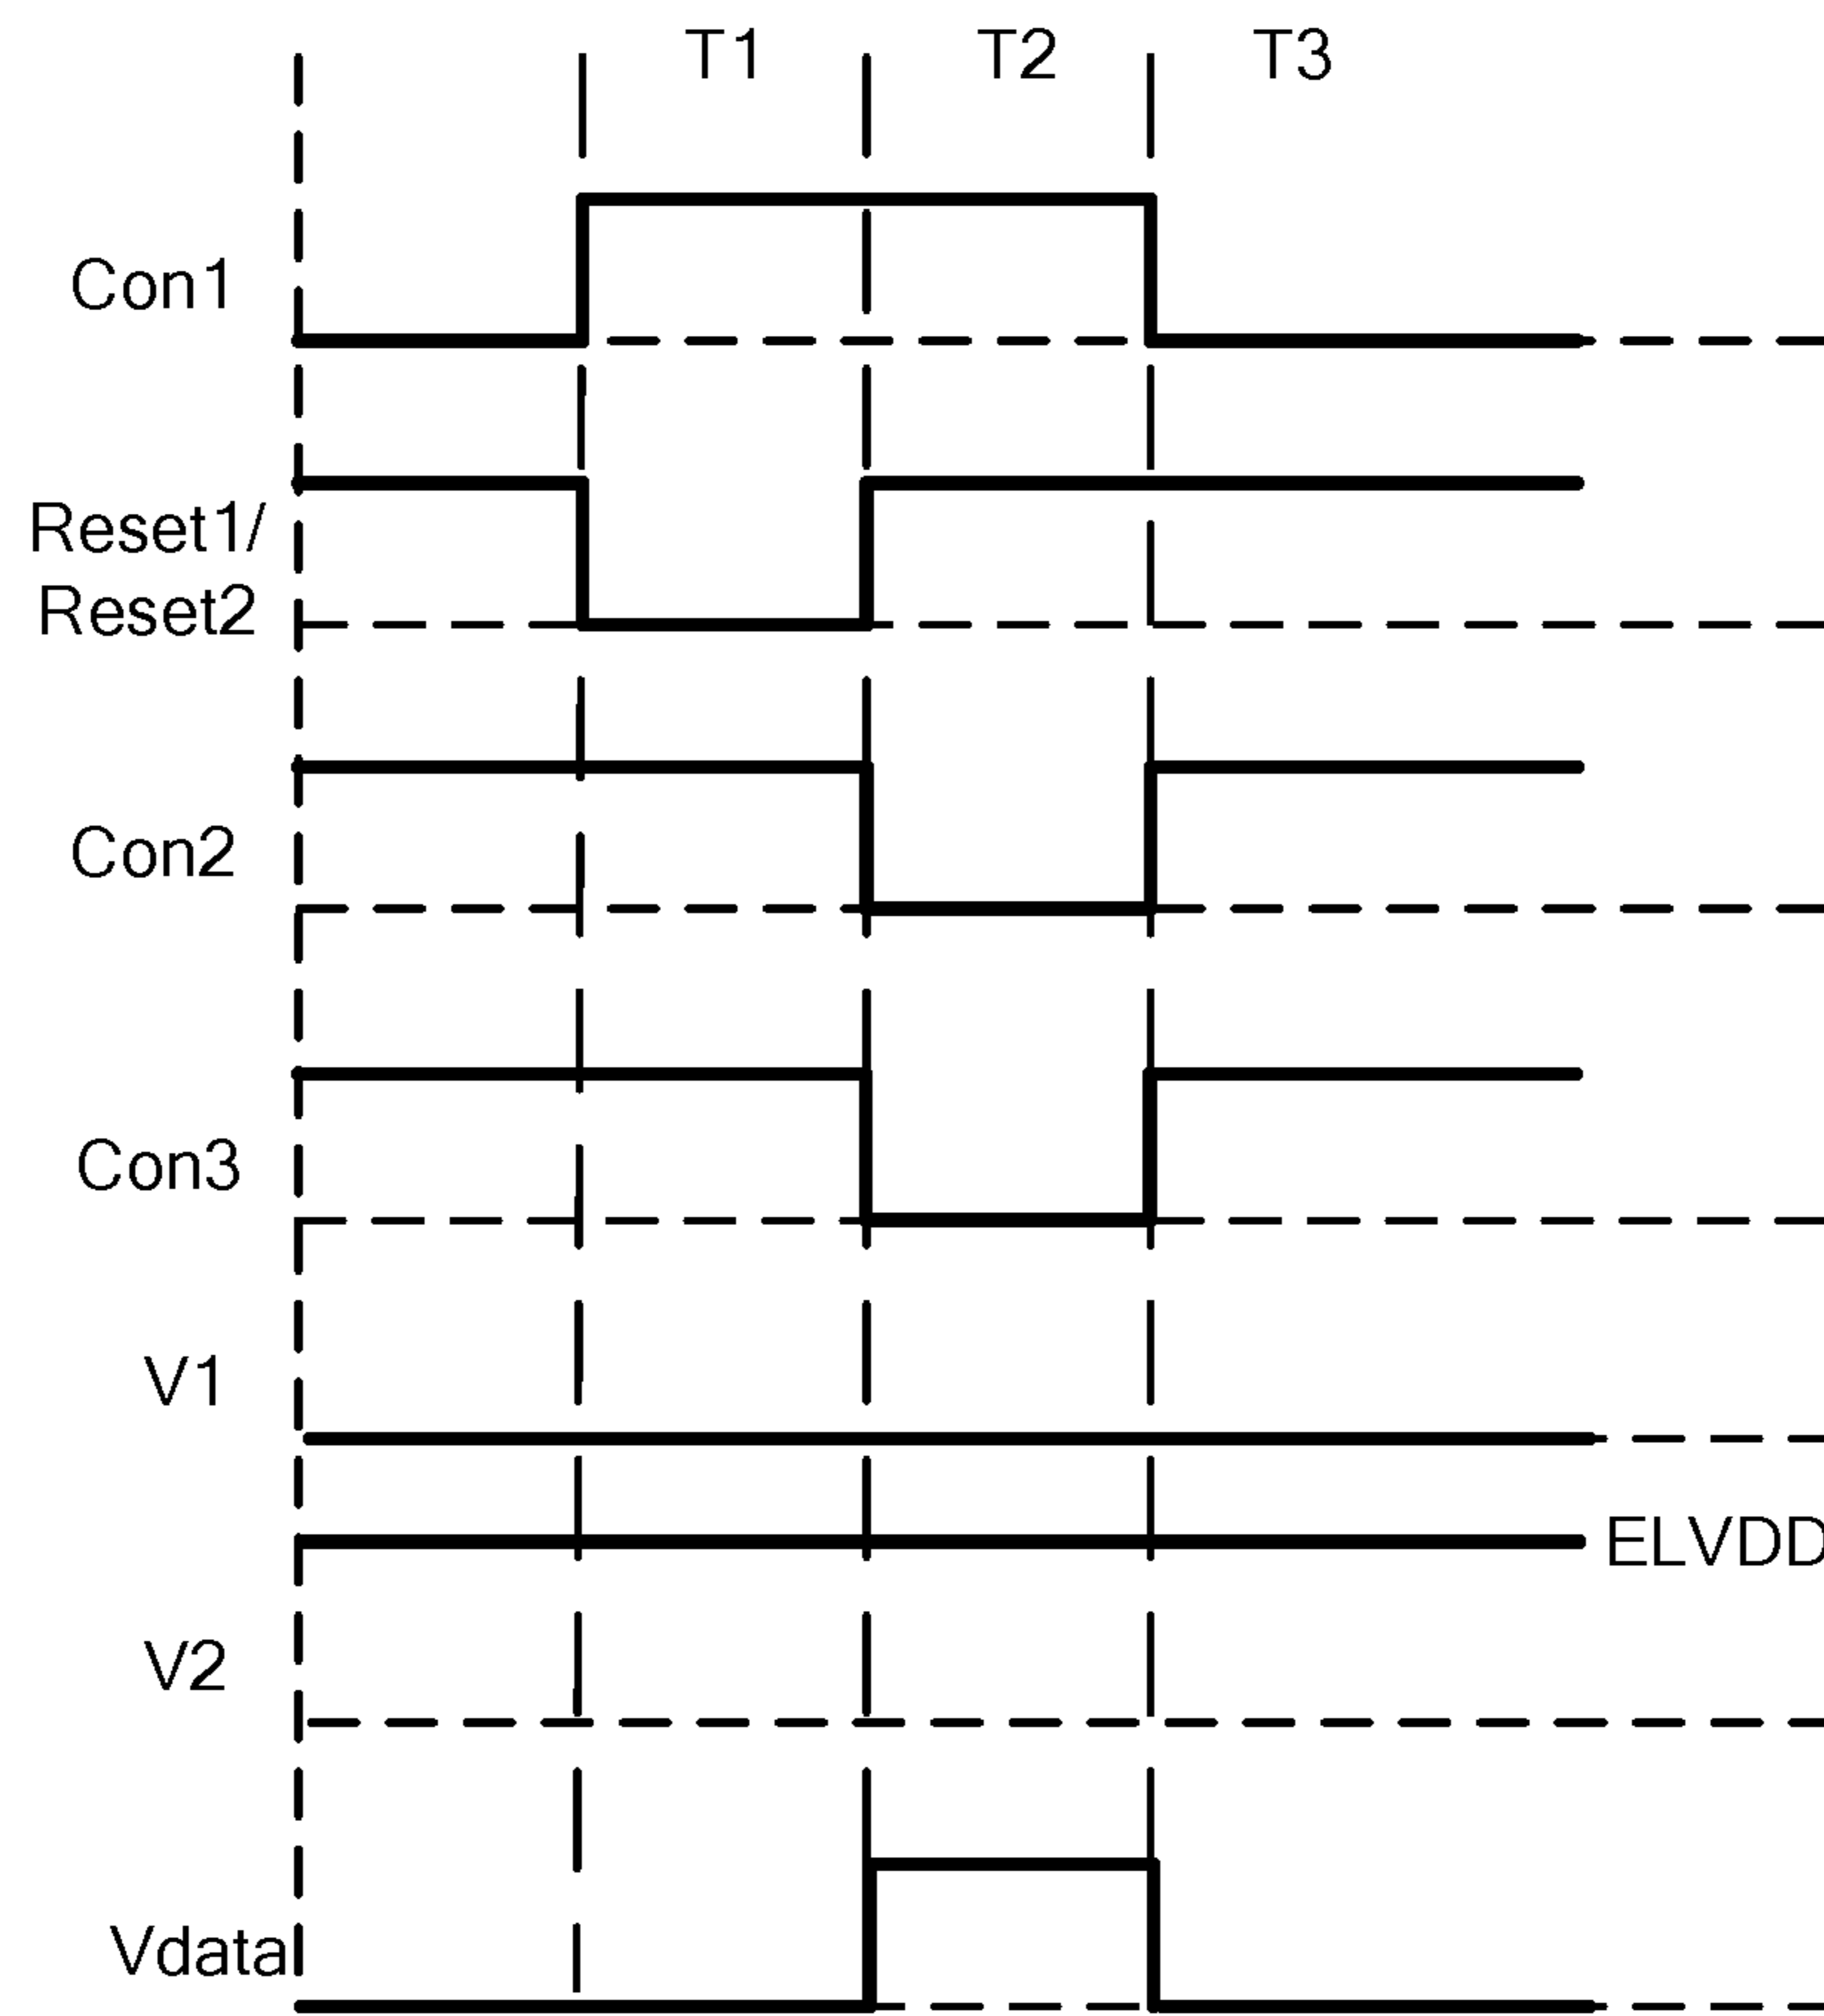 T1 T2 T3
Con1
Reset1/
Reset2
Con2
Con3
V1
ELVDD
V2
Vdata